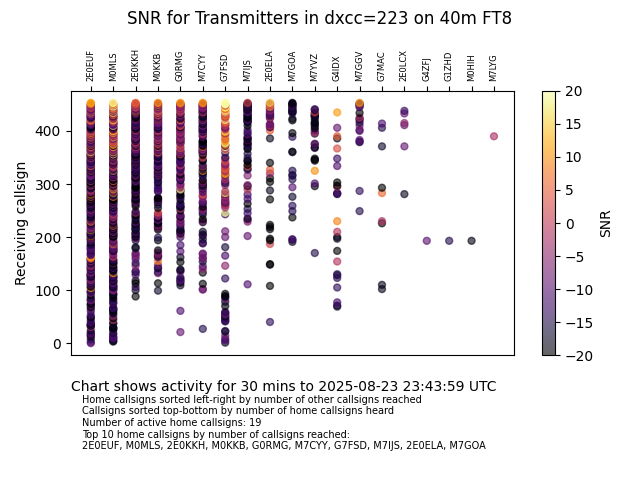 SNR for Transmitters in dxcc=223 on 40m FT8
2E0EUF M0MLS 2E0KKH M0KKB G0RMG M7CYY G7FSD M7IJS 2E0ELA M7GOA M7YVZ G4IDX M7GGV G7MAC 2E0LCX G4ZFJ G1ZHD M0HIH M7LYG
400
300
200
100
0
Receiving callsign
20
15
10
5
0
−5
−10
−15
−20
SNR
Chart shows activity for 30 mins to 2025-08-23 23:43:59 UTC
Home callsigns sorted left-right by number of other callsigns reached
Callsigns sorted top-bottom by number of home callsigns heard
Number of active home callsigns: 19
Top 10 home callsigns by number of callsigns reached:
2E0EUF, M0MLS, 2E0KKH, M0KKB, G0RMG, M7CYY, G7FSD, M7IJS, 2E0ELA, M7GOA